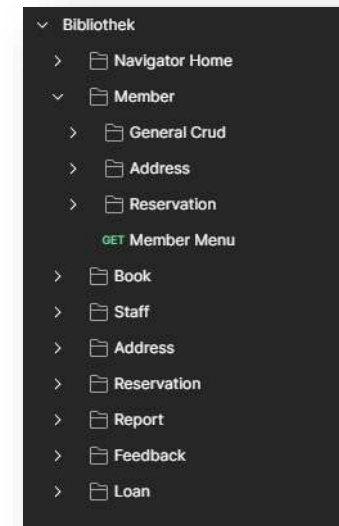 Bibliothek
Navigator Home
Member
General Crud
Address
Reservation
GET Member Menu
Book
Staff
Address
Reservation
Report
Feedback
Loan